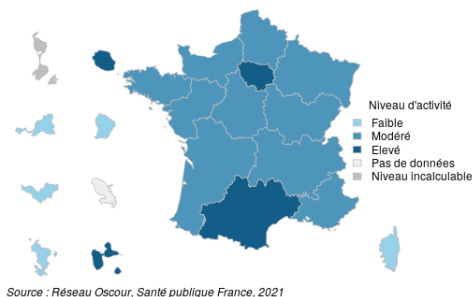 Niveau d'activité
Faible
Modéré
Elevé
Pas de données
Niveau incalculable
Source : Réseau Oscour, Santé publique France, 2021